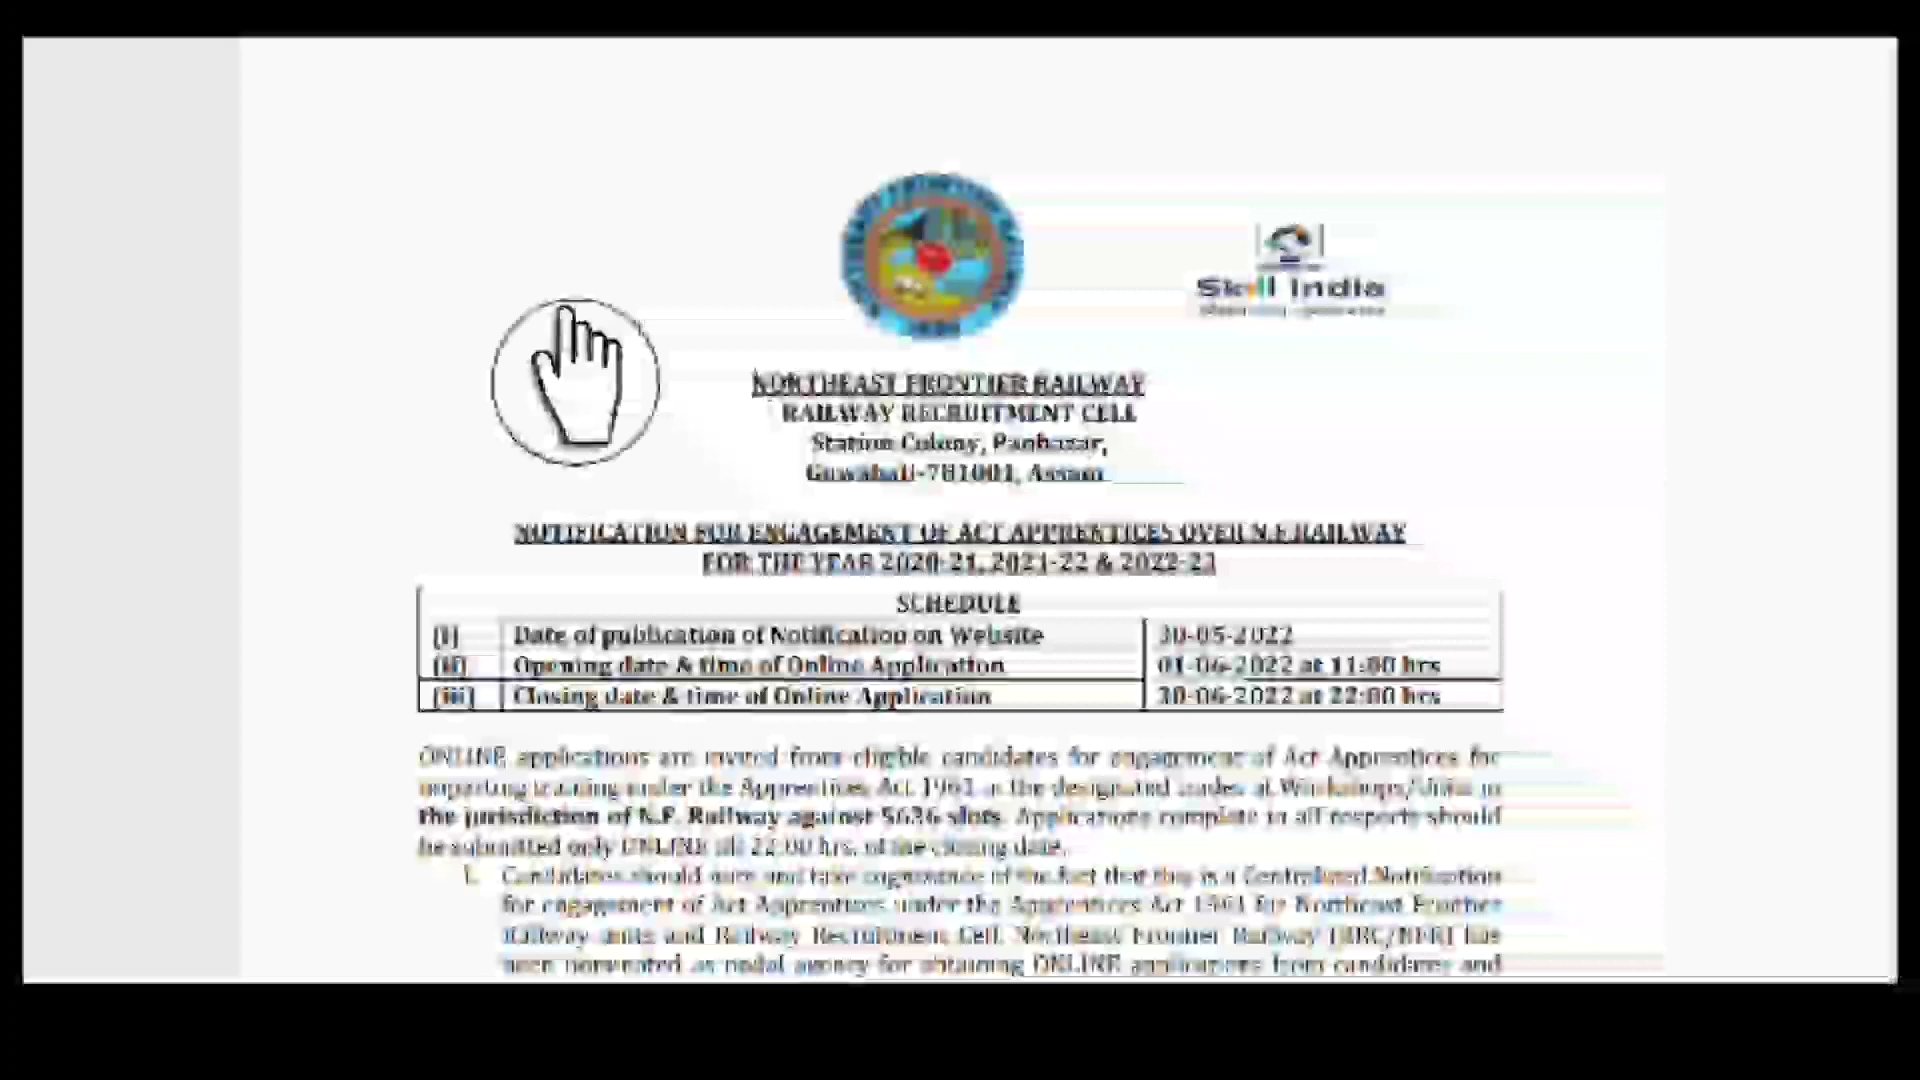 Skill India
NORTHEAST FRONTIER RAILWAY
RAILWAY RECRUITMENT CELL
Station Colony, Panbazar,
Guwahati-781001, Assam
NOTIFICATION FOR ENGAGEMENT OF ACT APPRENTICES OVER N.F.RAILWAY
FOR THE YEAR 2020-21, 2021-22 & 2022-23
SCHEDULE
(i) Date of publication of Notification on Website 30-05-2022
(ii) Opening date & time of Online Application 01-06-2022 at 11:00 hrs
(iii) Closing date & time of Online Application 30-06-2022 at 22:00 hrs
ONLINE applications are invited from eligible candidates for engagement of Act Apprentices for
imparting training under the Apprentices Act 1961 in the designated trades at Workshops/Units in
the jurisdiction of N.F. Railway against 5636 slots. Applications complete in all respects should
be submitted only ONLINE till 22:00 hrs. of the closing date.
1. Candidates should note and take cognizance of the fact that this is a Centralized Notification
for engagement of Act Apprentices under the Apprentices Act 1961 for Northeast Frontier
Railway units and Railway Recruitment Cell, Northeast Frontier Railway (RRC/NFR) has
been nominated as nodal agency for obtaining ONLINE applications from candidates and